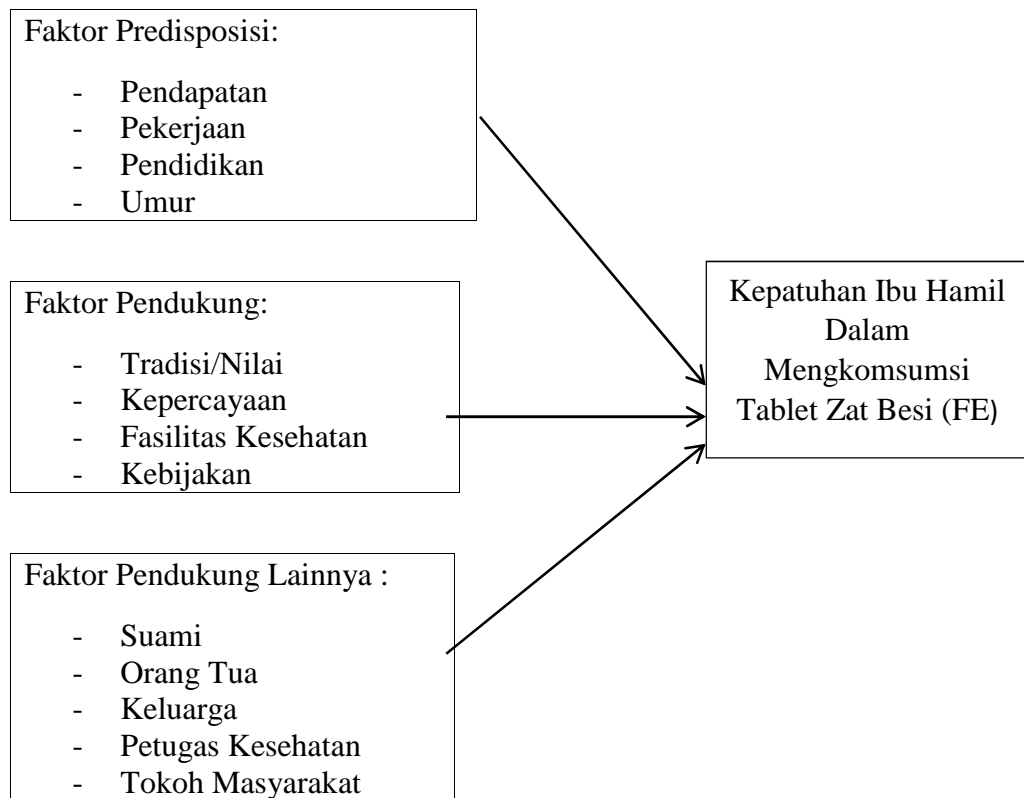 Faktor Predisposisi:
- Pendapatan
- Pekerjaan
- Pendidikan
- Umur
Faktor Pendukung:
- Tradisi/Nilai
- Kepercayaan
- Fasilitas Kesehatan
- Kebijakan
Faktor Pendukung Lainnya :
- Suami
- Orang Tua
- Keluarga
- Petugas Kesehatan
- Tokoh Masyarakat
Kepatuhan Ibu Hamil
Dalam
Mengkomsumsi
Tablet Zat Besi (FE)